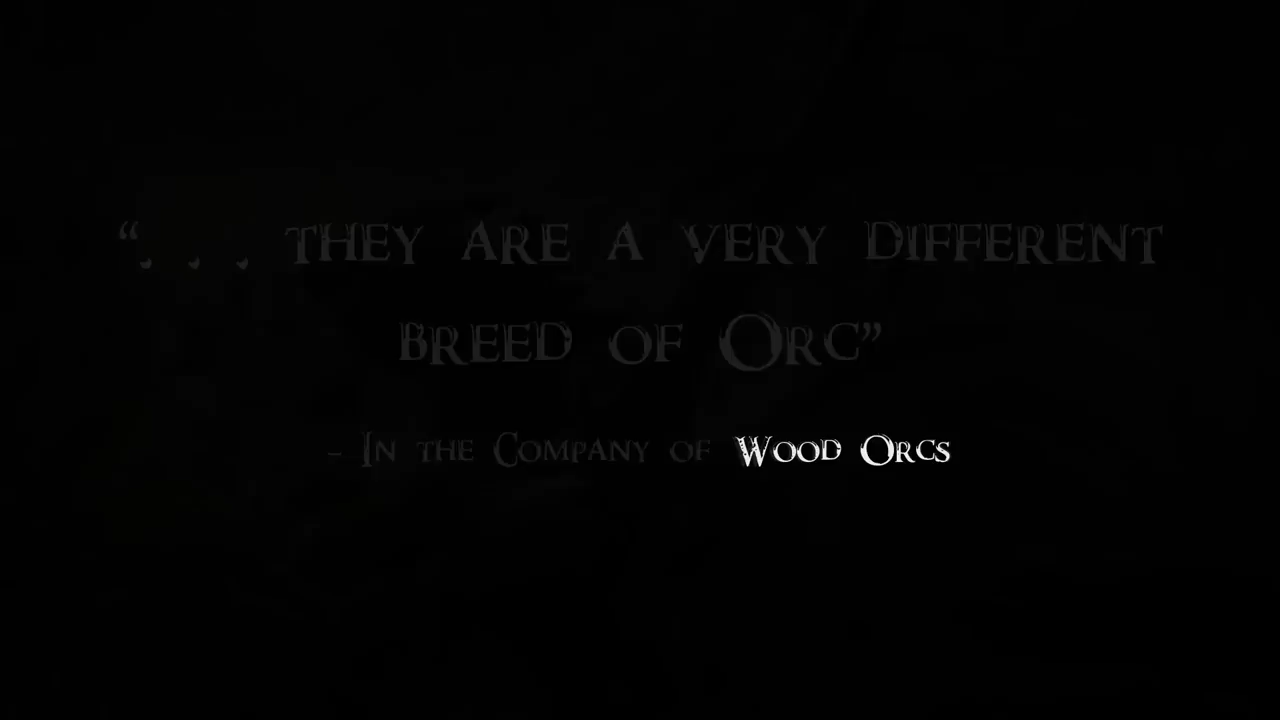 “. . . they are a very different
breed of Orc”
- In the Company of Wood Orcs